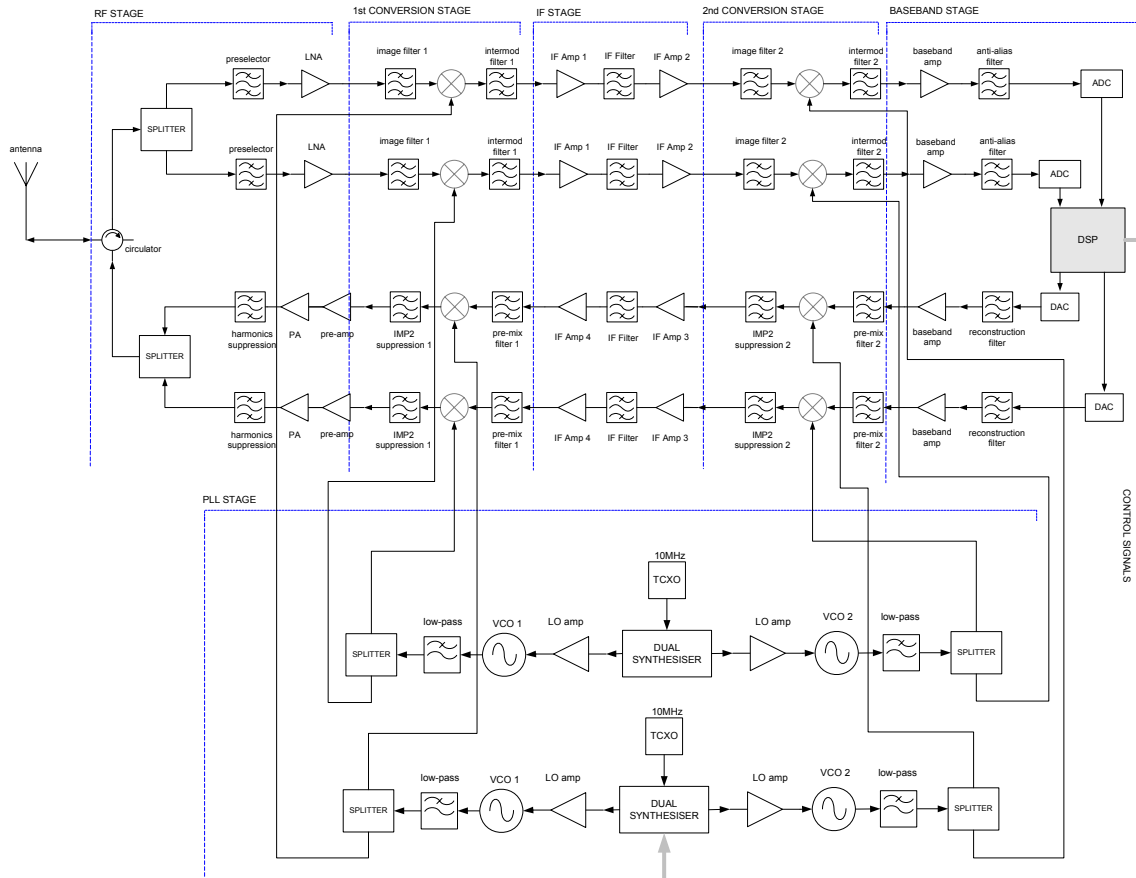 RF STAGE
1st CONVERSION STAGE
IF STAGE
2nd CONVERSION STAGE
BASEBAND STAGE
preselector
LNA
image filter 1
intermod
filter 1
IF Amp 1
IF Filter
IF Amp 2
image filter 2
intermod
filter 2
baseband
amp
anti-alias
filter
ADC
SPLITTER
antenna
preselector
LNA
image filter 1
intermod
filter 1
IF Amp 1
IF Filter
IF Amp 2
image filter 2
intermod
filter 2
baseband
amp
anti-alias
filter
ADC
DSP
circulator
DAC
harmonics
suppression
PA
pre-amp
IMP2
suppression 1
pre-mix
filter 1
IF Amp 4
IF Filter
IF Amp 3
IMP2
suppression 2
pre-mix
filter 2
baseband
amp
reconstruction
filter
SPLITTER
DAC
harmonics
suppression
PA
pre-amp
IMP2
suppression 1
pre-mix
filter 1
IF Amp 4
IF Filter
IF Amp 3
IMP2
suppression 2
pre-mix
filter 2
baseband
amp
reconstruction
filter
CONTROL SIGNALS
PLL STAGE
10MHz
TCXO
low-pass
VCO 1
LO amp
LO amp
VCO 2
low-pass
SPLITTER
DUAL
SYNTHESISER
SPLITTER
10MHz
TCXO
low-pass
VCO 1
LO amp
LO amp
VCO 2
low-pass
SPLITTER
DUAL
SYNTHESISER
SPLITTER